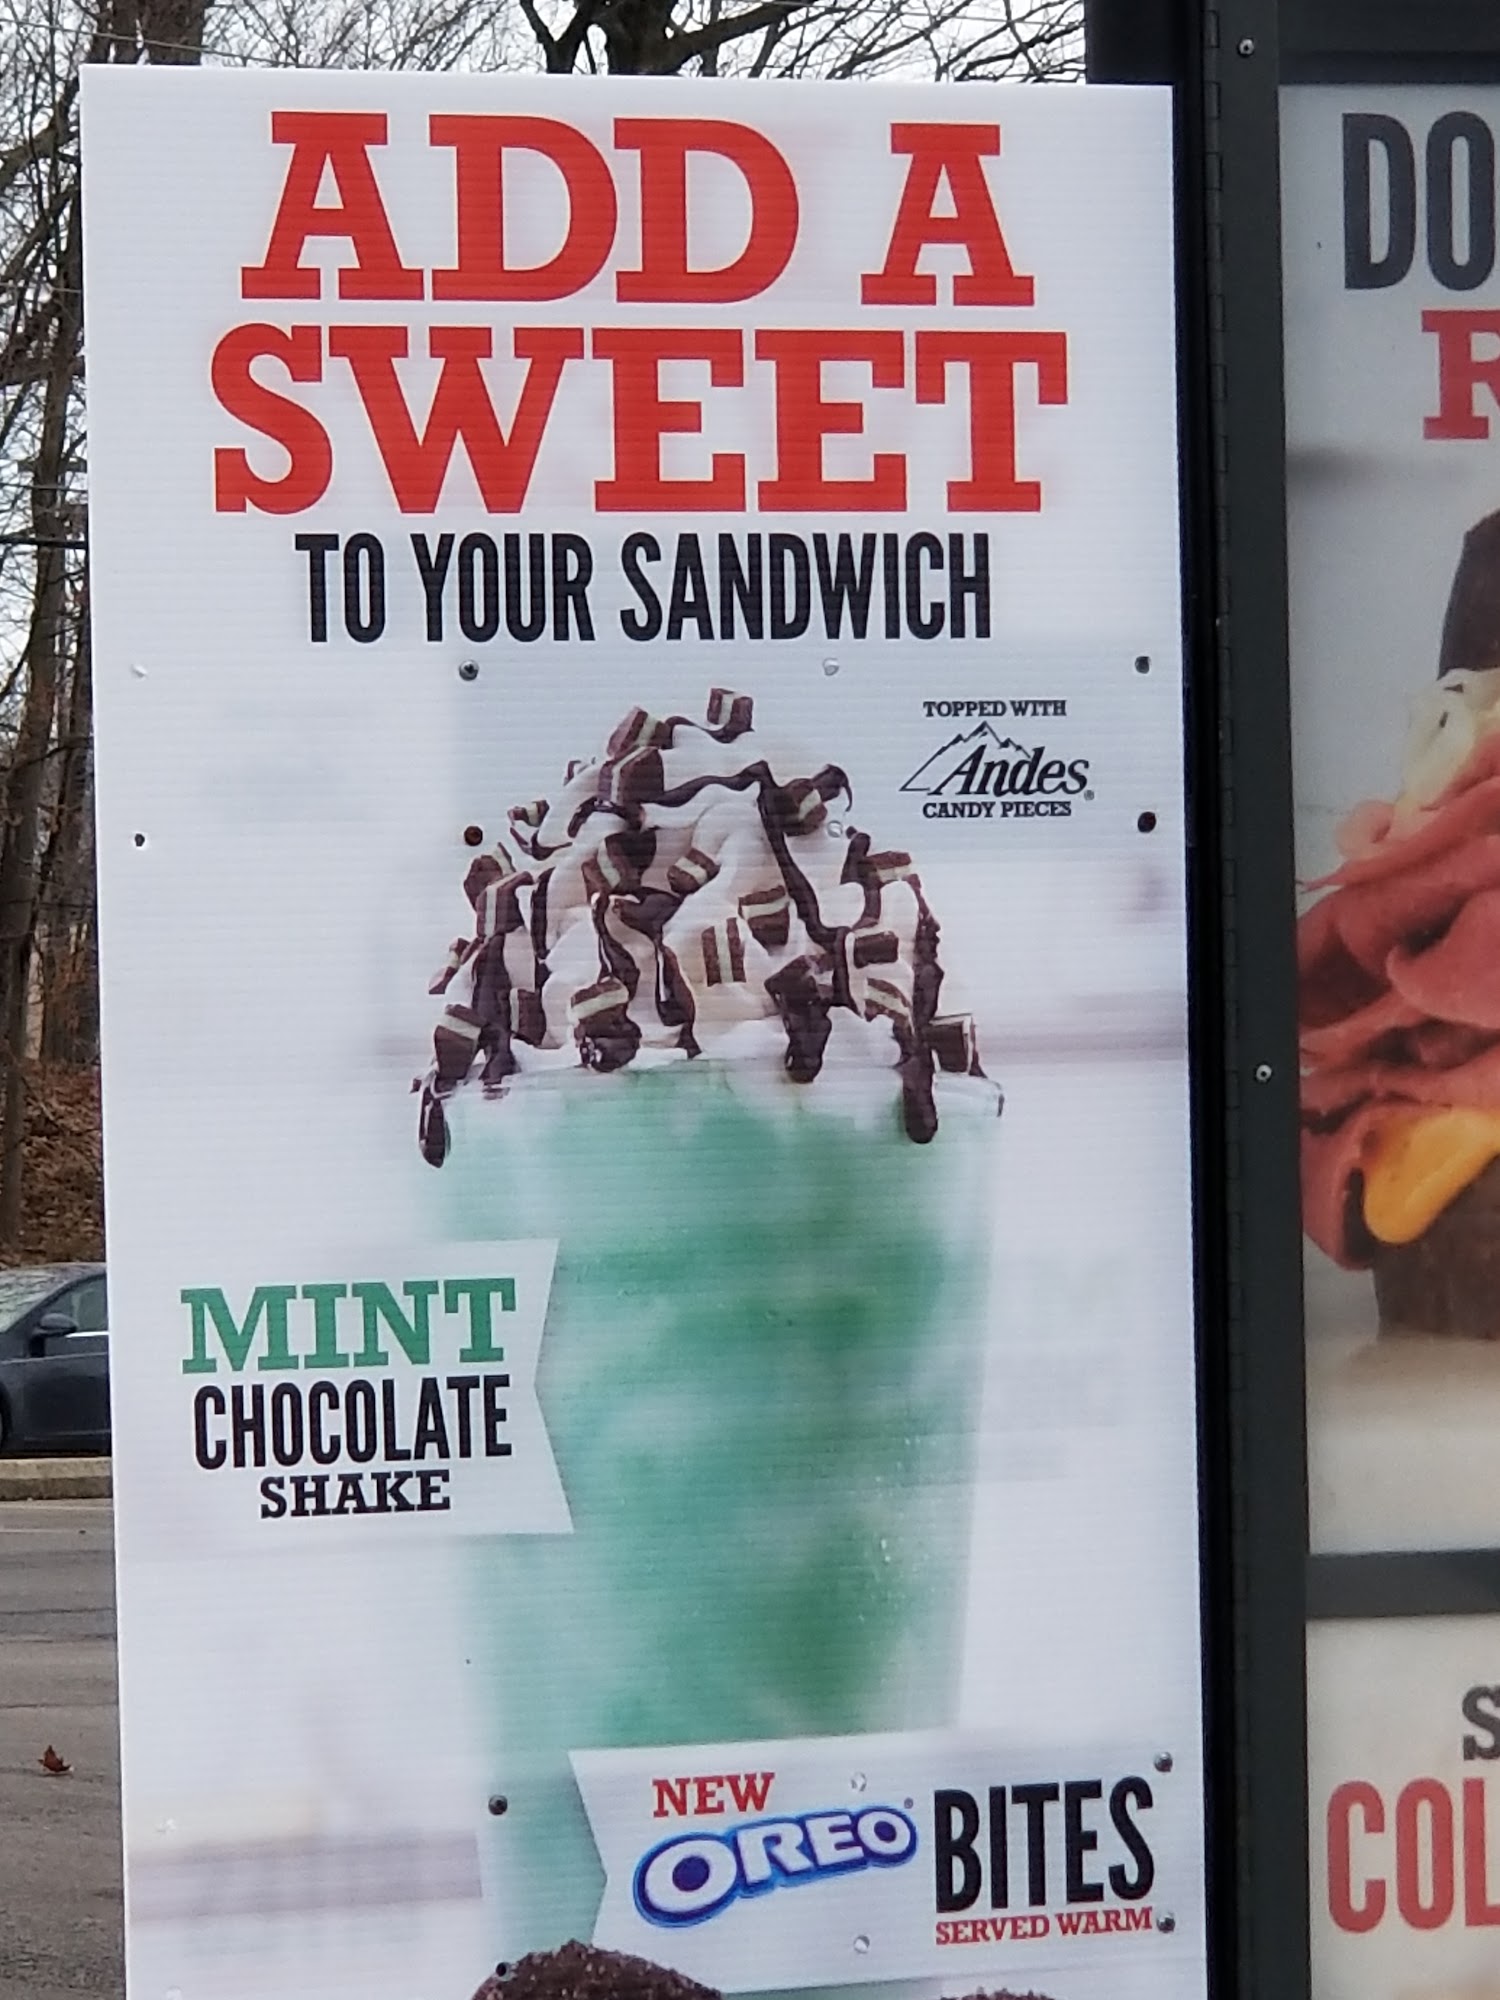 ADD A
SWEET
TO YOUR SANDWICH
TOPPED WITH
Andes®
CANDY PIECES
MINT
CHOCOLATE
SHAKE
NEW
OREO®
BITES
SERVED WARM